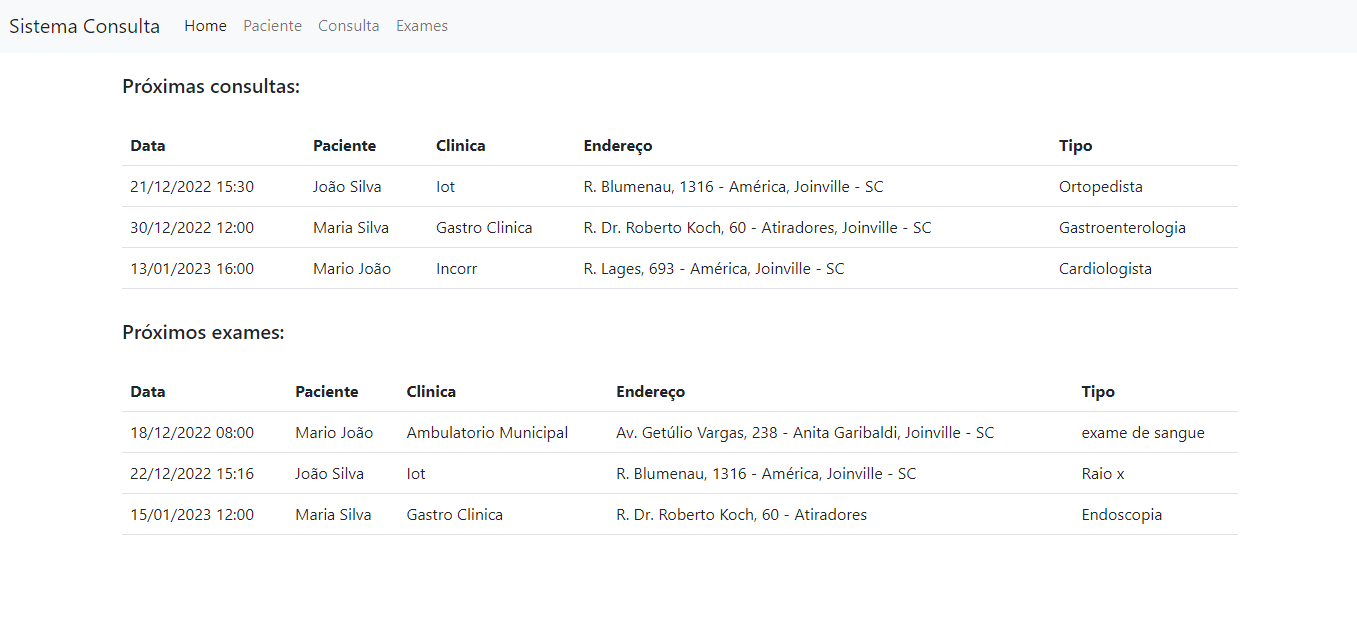 Sistema Consulta Home Paciente Consulta Exames
Próximas consultas:
Data Paciente Clinica Endereço Tipo
21/12/2022 15:30 João Silva Iot R. Blumenau, 1316 - América, Joinville - SC Ortopedista
30/12/2022 12:00 Maria Silva Gastro Clinica R. Dr. Roberto Koch, 60 - Atiradores, Joinville - SC Gastroenterologia
13/01/2023 16:00 Mario João Incorr R. Lages, 693 - América, Joinville - SC Cardiologista
Próximos exames:
Data Paciente Clinica Endereço Tipo
18/12/2022 08:00 Mario João Ambulatorio Municipal Av. Getúlio Vargas, 238 - Anita Garibaldi, Joinville - SC exame de sangue
22/12/2022 15:16 João Silva Iot R. Blumenau, 1316 - América, Joinville - SC Raio x
15/01/2023 12:00 Maria Silva Gastro Clinica R. Dr. Roberto Koch, 60 - Atiradores Endoscopia